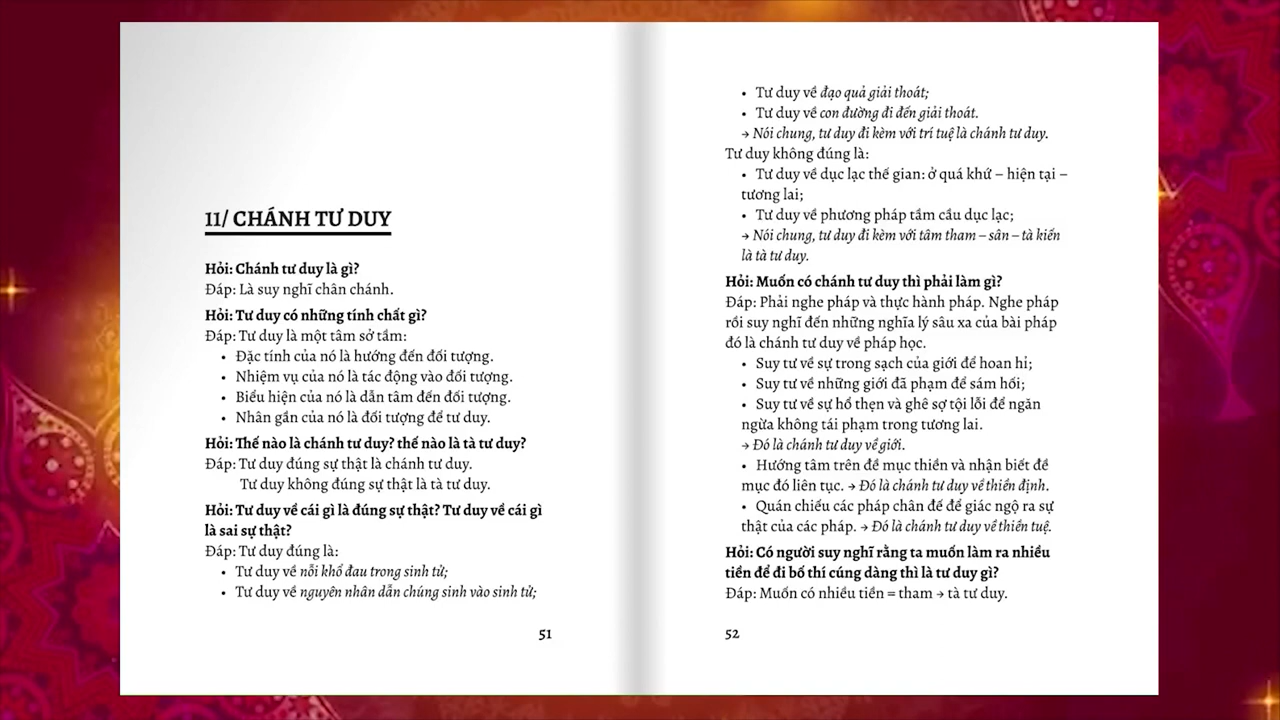 11/ CHÁNH TƯ DUY
Hỏi: Chánh tư duy là gì?
Đáp: Là suy nghĩ chân chánh.
Hỏi: Tư duy có những tính chất gì?
Đáp: Tư duy là một tâm sở tầm:
• Đặc tính của nó là hướng đến đối tượng.
• Nhiệm vụ của nó là tác động vào đối tượng.
• Biểu hiện của nó là dẫn tâm đến đối tượng.
• Nhân gần của nó là đối tượng để tư duy.
Hỏi: Thế nào là chánh tư duy? thế nào là tà tư duy?
Đáp: Tư duy đúng sự thật là chánh tư duy.
Tư duy không đúng sự thật là tà tư duy.
Hỏi: Tư duy về cái gì là đúng sự thật? Tư duy về cái gì
là sai sự thật?
Đáp: Tư duy đúng là:
• Tư duy về nỗi khổ đau trong sinh tử;
• Tư duy về nguyên nhân dẫn chúng sinh vào sinh tử;
51
• Tư duy về đạo quả giải thoát;
• Tư duy về con đường đi đến giải thoát.
→ Nói chung, tư duy đi kèm với trí tuệ là chánh tư duy.
Tư duy không đúng là:
• Tư duy về dục lạc thế gian: ở quá khứ – hiện tại –
tương lai;
• Tư duy về phương pháp tầm cầu dục lạc;
→ Nói chung, tư duy đi kèm với tâm tham – sân – tà kiến
là tà tư duy.
Hỏi: Muốn có chánh tư duy thì phải làm gì?
Đáp: Phải nghe pháp và thực hành pháp. Nghe pháp
rồi suy nghĩ đến những nghĩa lý sâu xa của bài pháp
đó là chánh tư duy về pháp học.
• Suy tư về sự trong sạch của giới để hoan hỉ;
• Suy tư về những giới đã phạm để sám hối;
• Suy tư về sự hổ thẹn và ghê sợ tội lỗi để ngăn
ngừa không tái phạm trong tương lai.
→ Đó là chánh tư duy về giới.
• Hướng tâm trên đề mục thiền và nhận biết đề
mục đó liên tục. → Đó là chánh tư duy về thiền định.
• Quán chiếu các pháp chân đế để giác ngộ ra sự
thật của các pháp. → Đó là chánh tư duy về thiền tuệ.
Hỏi: Có người suy nghĩ rằng ta muốn làm ra nhiều
tiền để đi bố thí cúng dàng thì là tư duy gì?
Đáp: Muốn có nhiều tiền = tham → tà tư duy.
52